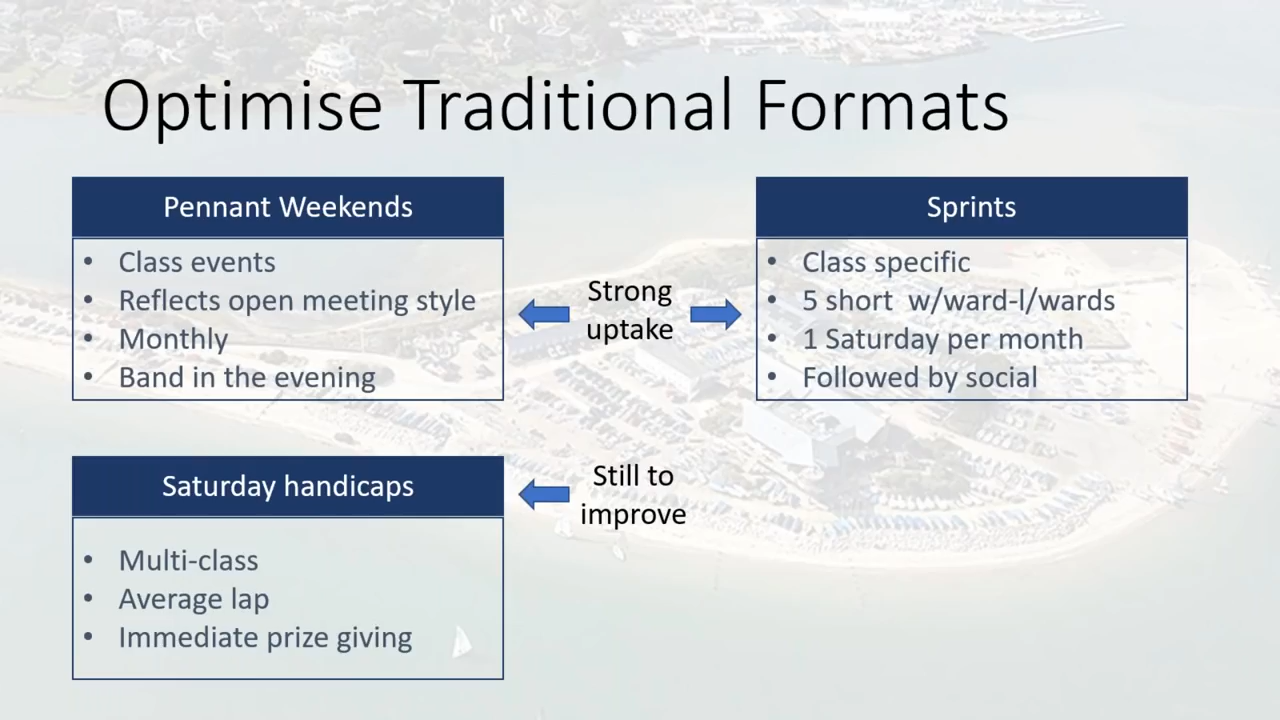 Optimise Traditional Formats
Pennant Weekends
• Class events
• Reflects open meeting style
• Monthly
• Band in the evening
Strong
uptake
Sprints
• Class specific
• 5 short  w/ward-l/wards
• 1 Saturday per month
• Followed by social
Saturday handicaps
• Multi-class
• Average lap
• Immediate prize giving
Still to
improve